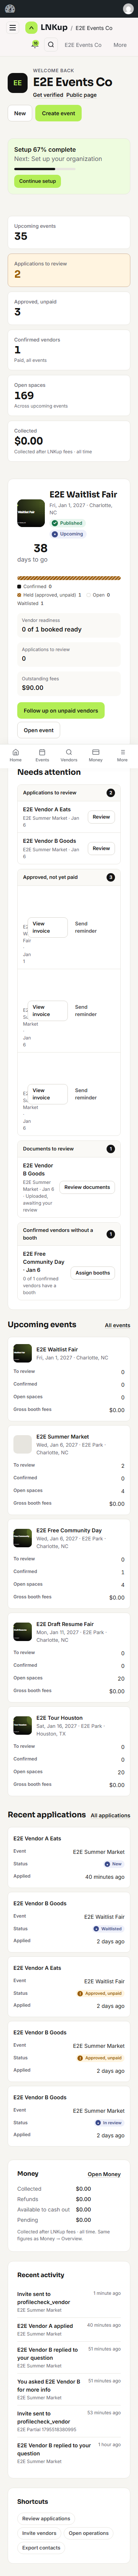 LNKup / E2E Events Co
E2E Events Co More
EE
WELCOME BACK
E2E Events Co
Get verified Public page
New
Create event
Setup 67% complete
Next: Set up your organization
Continue setup
Upcoming events
35
Applications to review
2
Approved, unpaid
3
Confirmed vendors
1
Paid, all events
Open spaces
169
Across upcoming events
Collected
$0.00
Collected after LNKup fees · all time
E2E Waitlist Fair
Fri, Jan 1, 2027 · Charlotte,
NC
Published
Upcoming
38
days to go
Confirmed 0
Held (approved, unpaid) 1
Open 0
Waitlisted 1
Vendor readiness
0 of 1 booked ready
Applications to review
0
Outstanding fees
$90.00
Follow up on unpaid vendors
Open event
Home
Events
Vendors
Money
More
Needs attention
Applications to review 2
E2E Vendor A Eats
E2E Summer Market · Jan
6
Review
E2E Vendor B Goods
E2E Summer Market · Jan
6
Review
Approved, not yet paid 3
View
invoice
Send
reminder
Fair
·
Jan
1
View
invoice
Send
reminder
Market
·
Jan
6
View
invoice
Send
reminder
Market
·
Jan
6
Documents to review 1
E2E Vendor
B Goods
E2E Summer
Market · Jan 6
· Uploaded,
awaiting your
review
Review documents
Confirmed vendors without a
booth
1
E2E Free
Community Day
· Jan 6
0 of 1 confirmed
vendors have a
booth
Assign booths
Upcoming events
All events
E2E Waitlist Fair
Fri, Jan 1, 2027 · Charlotte, NC
To review 0
Confirmed 0
Open spaces 0
Gross booth fees $0.00
E2E Summer Market
Wed, Jan 6, 2027 · E2E Park ·
Charlotte, NC
To review 2
Confirmed 0
Open spaces 4
Gross booth fees $0.00
E2E Free Community Day
Mon, Jan 11, 2027 · E2E Park ·
Charlotte, NC
To review 0
Confirmed 1
Open spaces 4
Gross booth fees $0.00
E2E Draft Resume Fair
Wed, Jan 6, 2027 · E2E Park ·
Charlotte, NC
To review 0
Confirmed 0
Open spaces 20
Gross booth fees $0.00
E2E Tour Houston
Sat, Jan 16, 2027 · E2E Park ·
Houston, TX
To review 0
Confirmed 0
Open spaces 20
Gross booth fees $0.00
Recent applications
All applications
E2E Vendor A Eats
Event E2E Summer Market
Status New
Applied 40 minutes ago
E2E Vendor B Goods
Event E2E Waitlist Fair
Status Waitlisted
Applied 2 days ago
E2E Vendor A Eats
Event E2E Waitlist Fair
Status Approved, unpaid
Applied 2 days ago
E2E Vendor B Goods
Event E2E Summer Market
Status Approved, unpaid
Applied 2 days ago
E2E Vendor B Goods
Event E2E Summer Market
Status In review
Applied 2 days ago
Money
Open Money
Collected $0.00
Refunds $0.00
Available to cash out $0.00
Pending $0.00
Collected after LNKup fees · all time. Same
figures as Money → Overview.
Recent activity
Invite sent to
profilecheck_vendor
1 minute ago
E2E Summer Market
E2E Vendor A applied
40 minutes ago
E2E Summer Market
E2E Vendor B replied to
your question
51 minutes ago
E2E Summer Market
You asked E2E Vendor B
for more info
51 minutes ago
E2E Summer Market
Invite sent to
profilecheck_vendor
53 minutes ago
E2E Vendor B replied to your
question
1 hour ago
E2E Summer Market
Shortcuts
Review applications
Invite vendors
Open operations
Export contacts